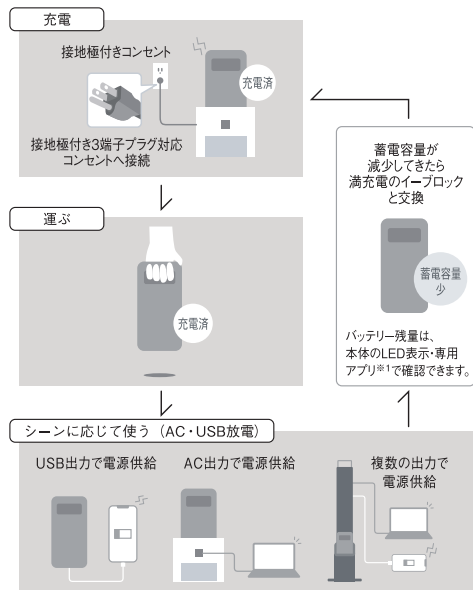 充電
接地極付きコンセント
充電済
接地極付き3端子プラグ対応
コンセントへ接続
運ぶ
充電済
シーンに応じて使う（AC・USB放電）
USB出力で電源供給
AC出力で電源供給
複数の出力で
電源供給
蓄電容量が
減少してきたら
満充電のイーブロック
と交換
蓄電容量
少
バッテリー残量は、
本体のLED表示・専用
アプリ※1で確認できます。